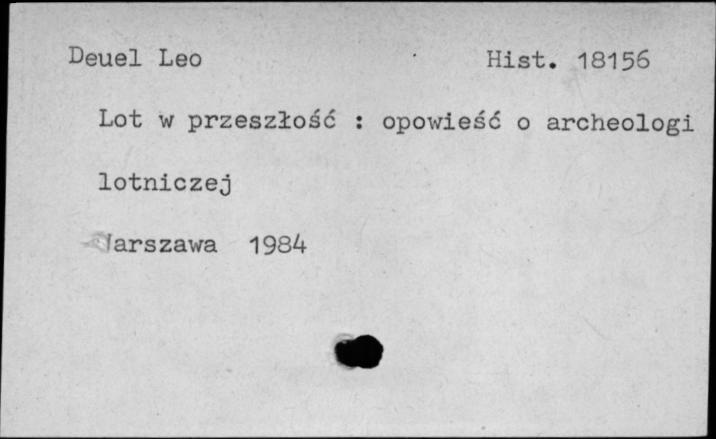 Deuel Leo Hist. 18156
Lot w przeszłość : opowieść o archeologi
lotniczej
Warszawa 1984